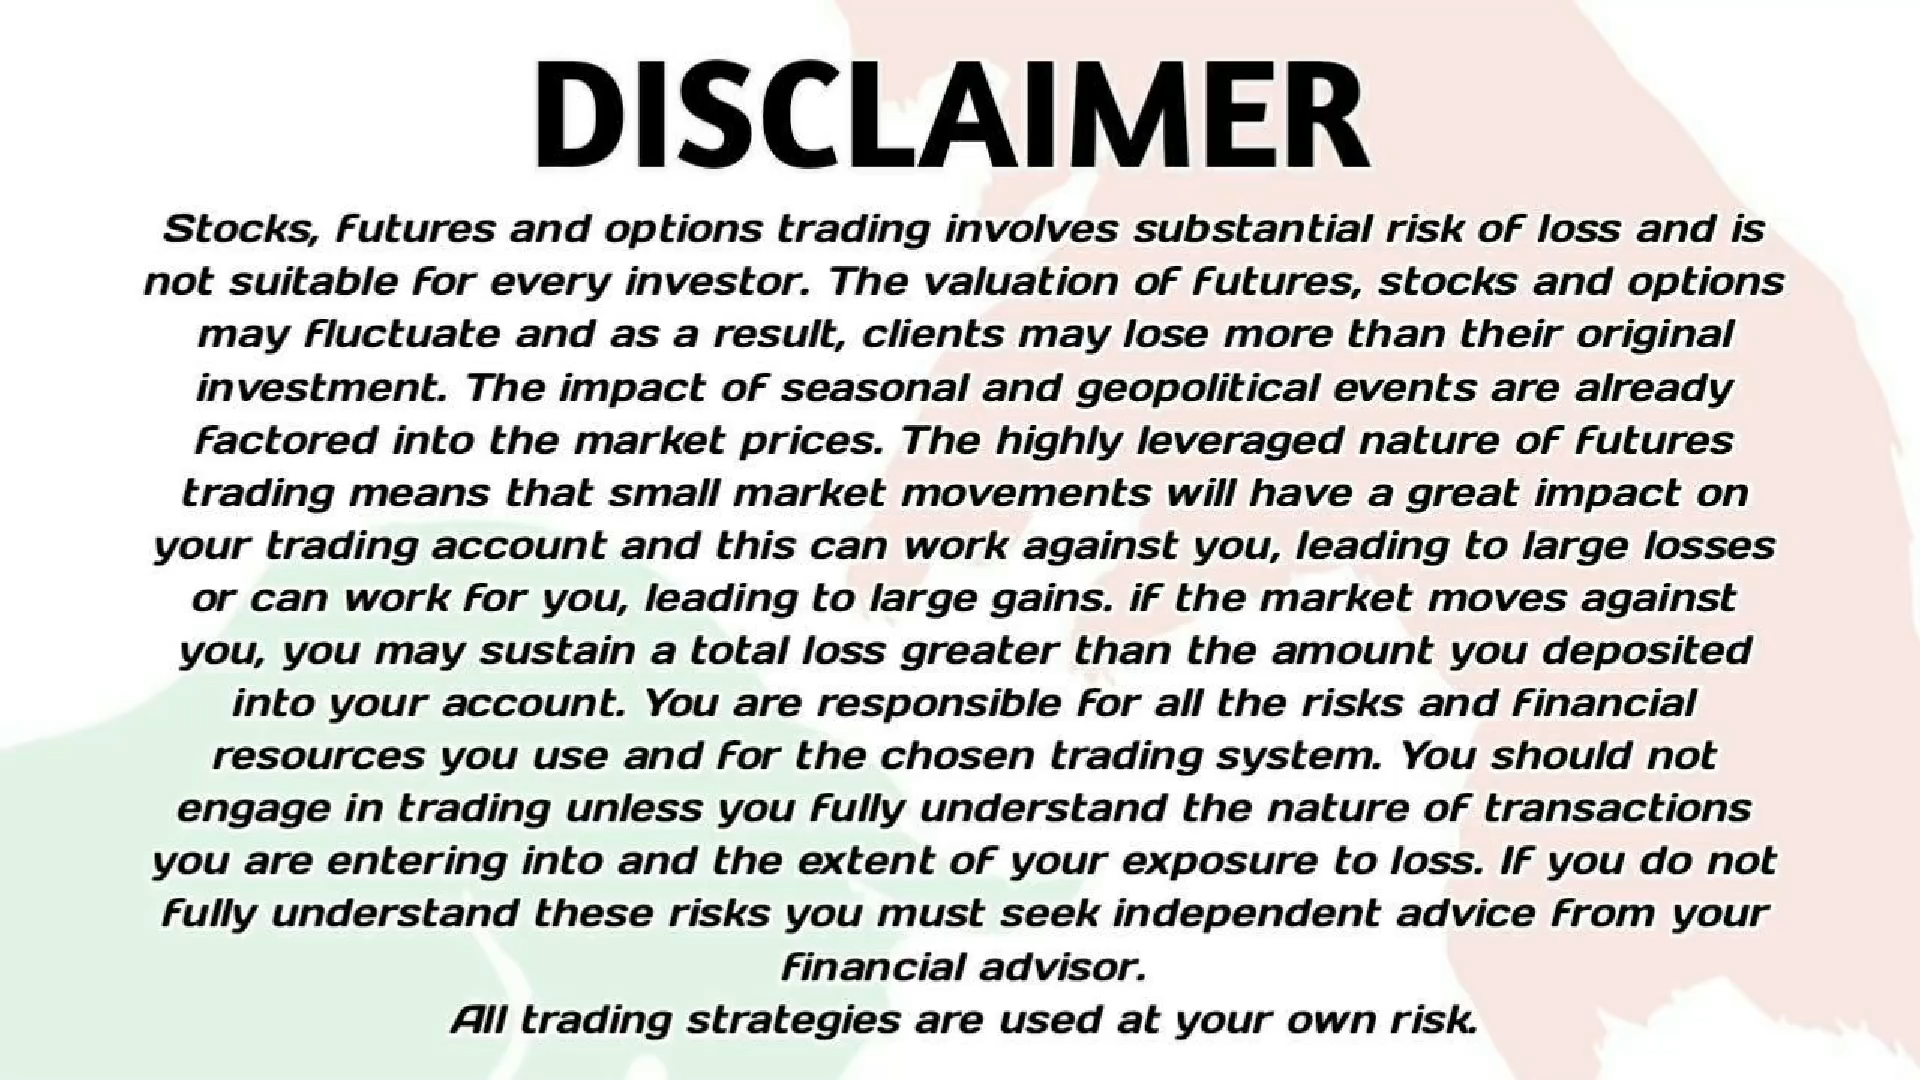 DISCLAIMER
Stocks, futures and options trading involves substantial risk of loss and is
not suitable for every investor. The valuation of futures, stocks and options
may fluctuate and as a result, clients may lose more than their original
investment. The impact of seasonal and geopolitical events are already
factored into the market prices. The highly leveraged nature of futures
trading means that small market movements will have a great impact on
your trading account and this can work against you, leading to large losses
or can work for you, leading to large gains. if the market moves against
you, you may sustain a total loss greater than the amount you deposited
into your account. You are responsible for all the risks and financial
resources you use and for the chosen trading system. You should not
engage in trading unless you fully understand the nature of transactions
you are entering into and the extent of your exposure to loss. If you do not
fully understand these risks you must seek independent advice from your
financial advisor.
All trading strategies are used at your own risk.